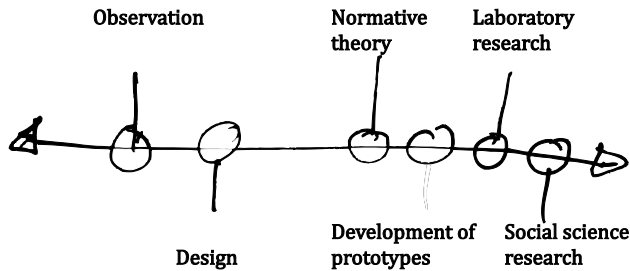 Observation
Normative
theory
Laboratory
research
Design
Development of
prototypes
Social science
research